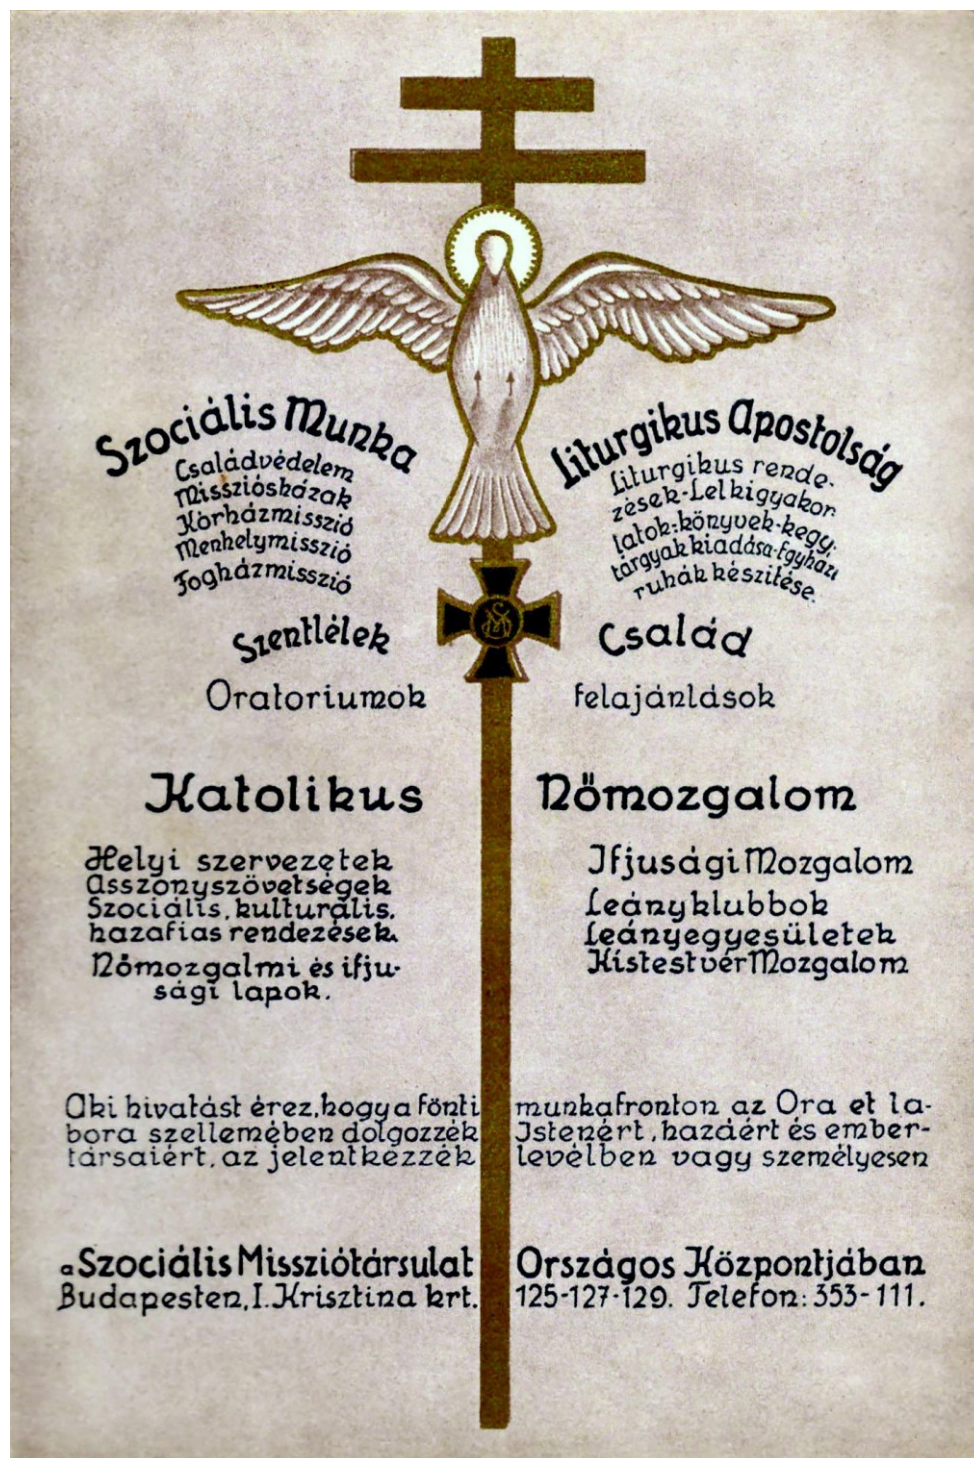 Szociális Munka
Családvédelem
Missziósházak
Kórházmisszió
Menhelymisszió
Fogházmisszió
Liturgikus Apostolság
Liturgikus rende-
zések-Lelkigyakor-
latok-könyvek-kegy-
tárgyak kiadása-Egyházi
ruhák készitése.
SM
Szentlélek Család
Oratoriumok felajánlások
Katolikus Nőmozgalom
Helyi szervezetek
Asszonyszövetségek
Szociális, kulturális,
hazafias rendezések.
Nőmozgalmi és ifju-
sági lapok.
Ifjusági Mozgalom
Leányklubbok
Leányegyesületek
Kistestvér Mozgalom
Aki hivatást érez, hogy a fönti munkafronton az Ora et la-
bora szellemében dolgozzék Istenért, hazáért és ember-
társaiért, az jelentkezzék levélben vagy személyesen
a Szociális Missziótársulat Országos Központjában
Budapesten, I. Krisztina krt. 125-127-129. Telefon: 353-111.